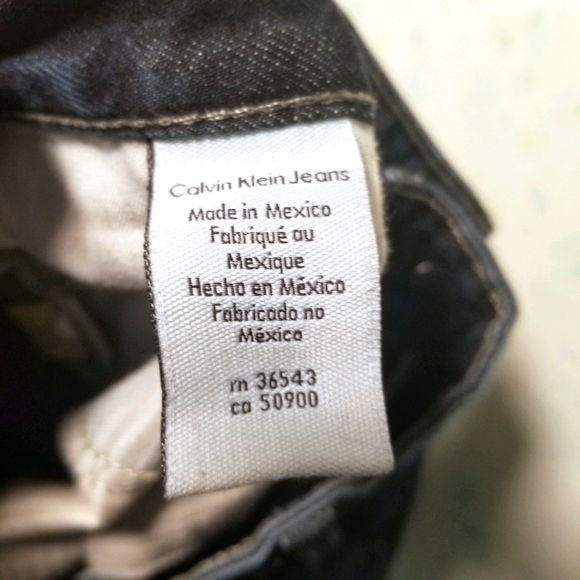 Calvin Klein Jeans
Made in Mexico
Fabriqué au
Mexique
Hecho en México
Fabricado no
México
rn 36543
ca 50900